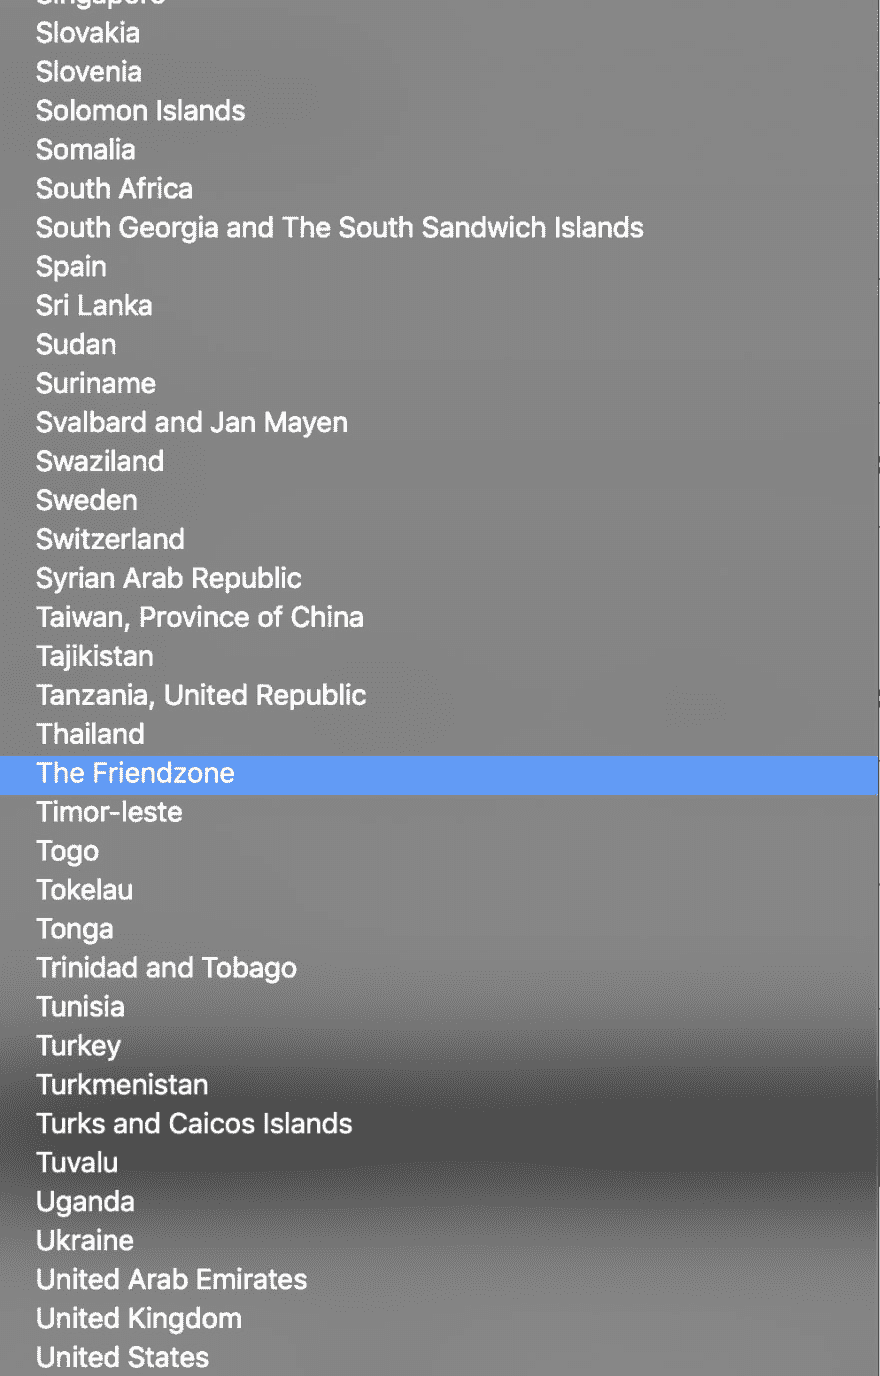 Singapore
Slovakia
Slovenia
Solomon Islands
Somalia
South Africa
South Georgia and The South Sandwich Islands
Spain
Sri Lanka
Sudan
Suriname
Svalbard and Jan Mayen
Swaziland
Sweden
Switzerland
Syrian Arab Republic
Taiwan, Province of China
Tajikistan
Tanzania, United Republic
Thailand
The Friendzone
Timor-leste
Togo
Tokelau
Tonga
Trinidad and Tobago
Tunisia
Turkey
Turkmenistan
Turks and Caicos Islands
Tuvalu
Uganda
Ukraine
United Arab Emirates
United Kingdom
United States